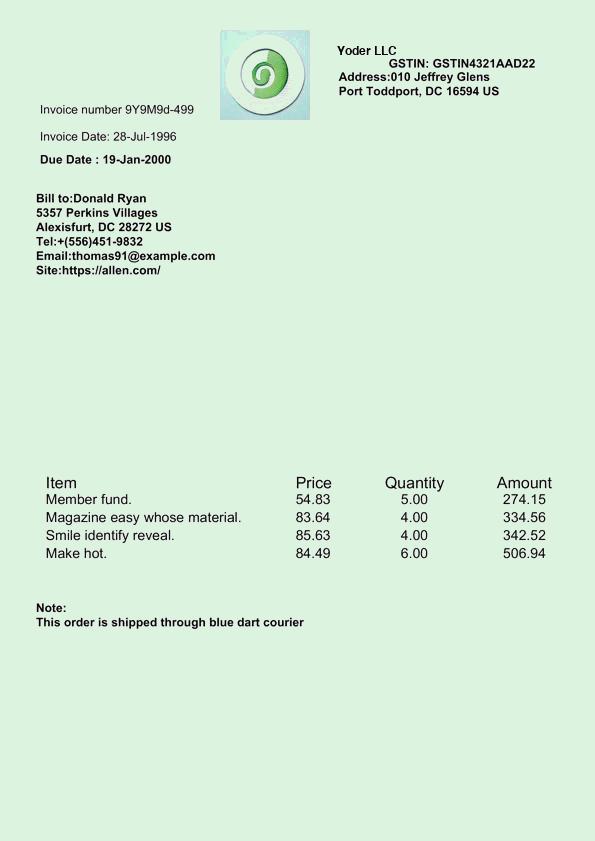 Yoder LLC
GSTIN: GSTIN4321AAD22
Address:010 Jeffrey Glens
Port Toddport, DC 16594 US
Invoice number 9Y9M9d-499
Invoice Date: 28-Jul-1996
Due Date : 19-Jan-2000
Bill to:Donald Ryan
5357 Perkins Villages
Alexisfurt, DC 28272 US
Tel:+(556)451-9832
Email:thomas91@example.com
Site:https://allen.com/
Item Price Quantity Amount
Member fund. 54.83 5.00 274.15
Magazine easy whose material. 83.64 4.00 334.56
Smile identify reveal. 85.63 4.00 342.52
Make hot. 84.49 6.00 506.94
Note:
This order is shipped through blue dart courier